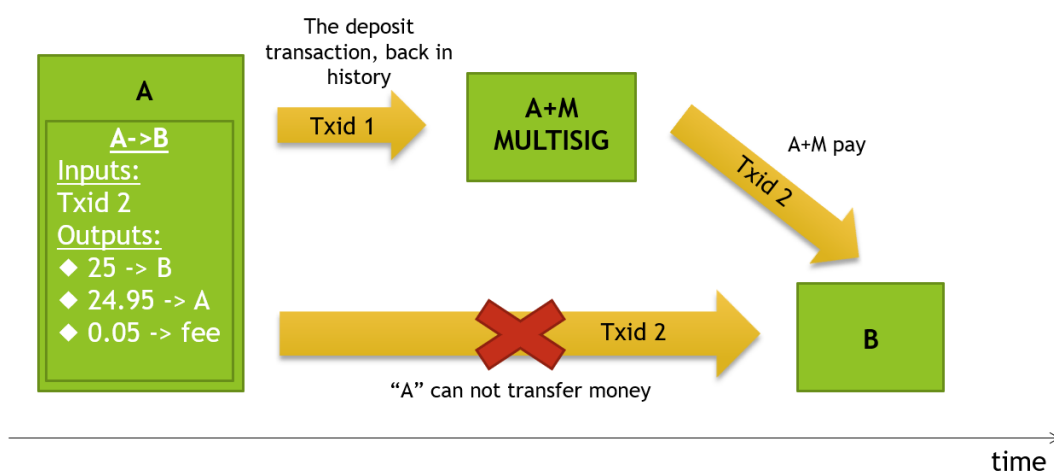 The deposit
transaction, back in
history
A
A->B
Inputs:
Txid 2
Outputs:
◆ 25 -> B
◆ 24.95 -> A
◆ 0.05 -> fee
Txid 1
A+M
MULTISIG
A+M pay
Txid 2
Txid 2
B
“A” can not transfer money
time